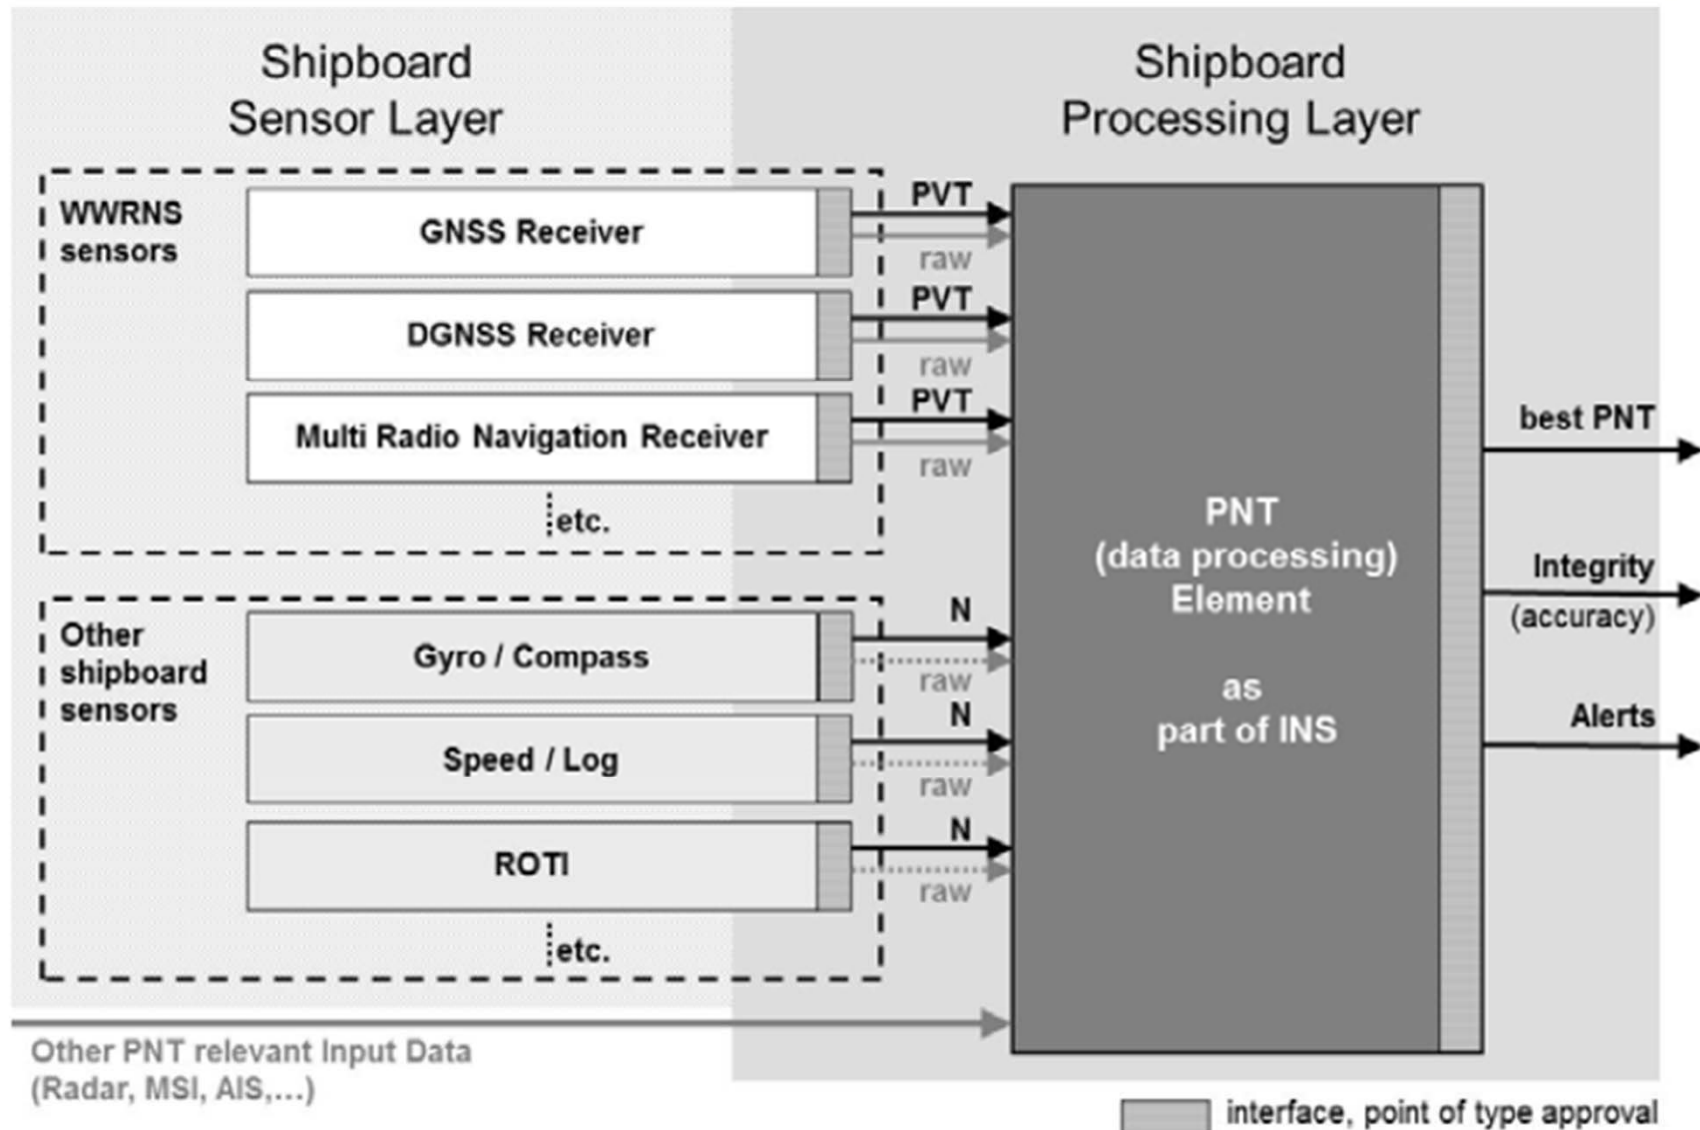 Shipboard
Sensor Layer
Shipboard
Processing Layer
WWRNS
sensors
GNSS Receiver
PVT
raw
DGNSS Receiver
PVT
raw
Multi Radio Navigation Receiver
PVT
raw
etc.
Other
shipboard
sensors
Gyro / Compass
N
raw
Speed / Log
N
raw
ROTI
N
raw
etc.
Other PNT relevant Input Data
(Radar, MSI, AIS,...)
PNT
(data processing)
Element
as
part of INS
best PNT
Integrity
(accuracy)
Alerts
interface, point of type approval